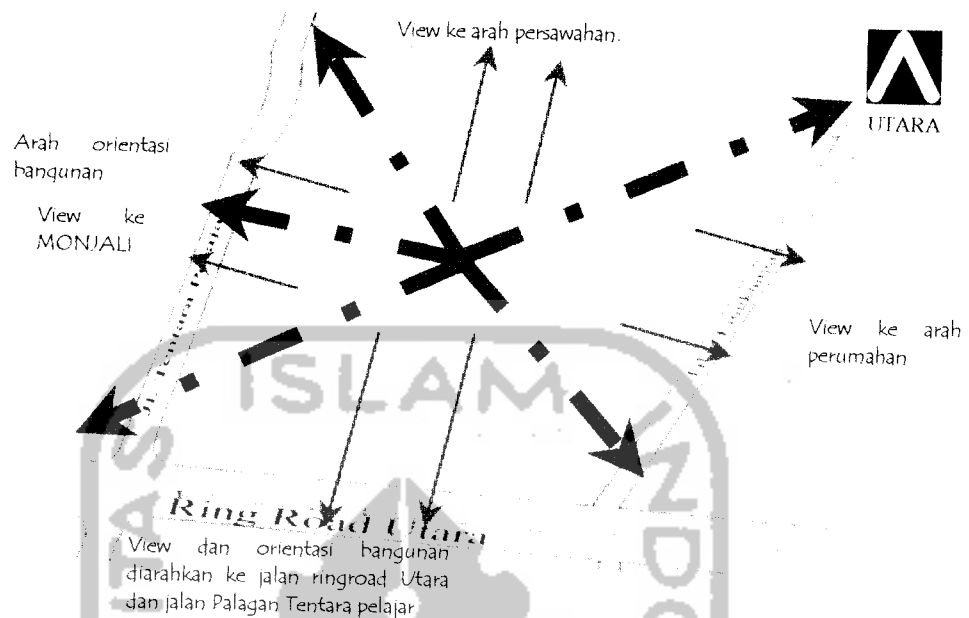 View ke arah persawahan.
UTARA
Arah orientasi
bangunan
View ke
MONJALI
View ke arah
perumahan
ISLAM
Ring Road Utara
View dan orientasi bangunan
diarahkan ke jalan ringroad Utara
dan jalan Palagan Tentara pelajar